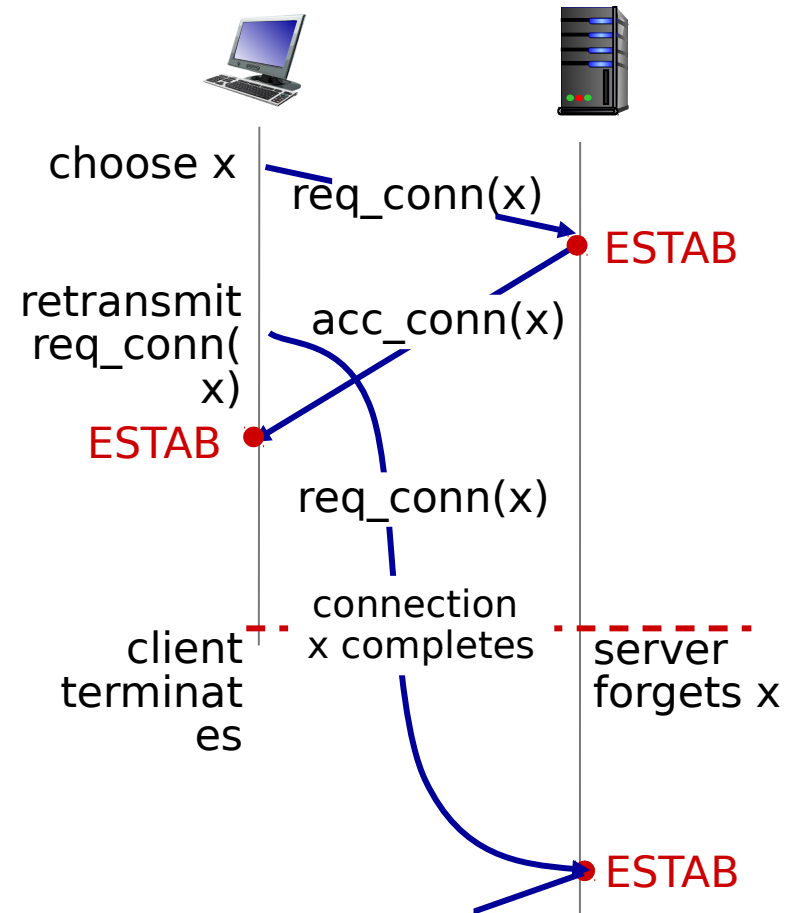 choose x
req_conn(x)
ESTAB
retransmit
req_conn(
x)
acc_conn(x)
ESTAB
req_conn(x)
connection
x completes
client
terminat
es
server
forgets x
ESTAB